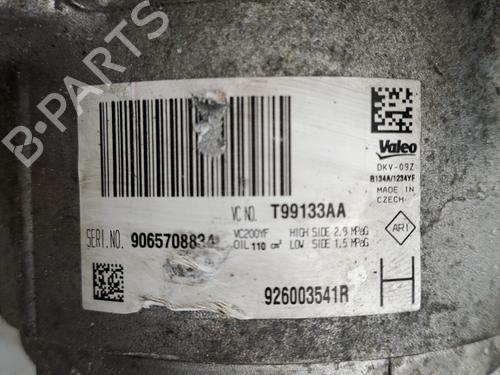 B-PARTS
Valeo
DKV-09Z
R134A/1234YF
MADE IN
CZECH.
VC NO. T99133AA
SERI.NO. 906570883
VC200YF HIGH SIDE 2.9 MPaG
OIL 110 cm³ LOW SIDE 1.5 MPaG
ART
H
926003541R